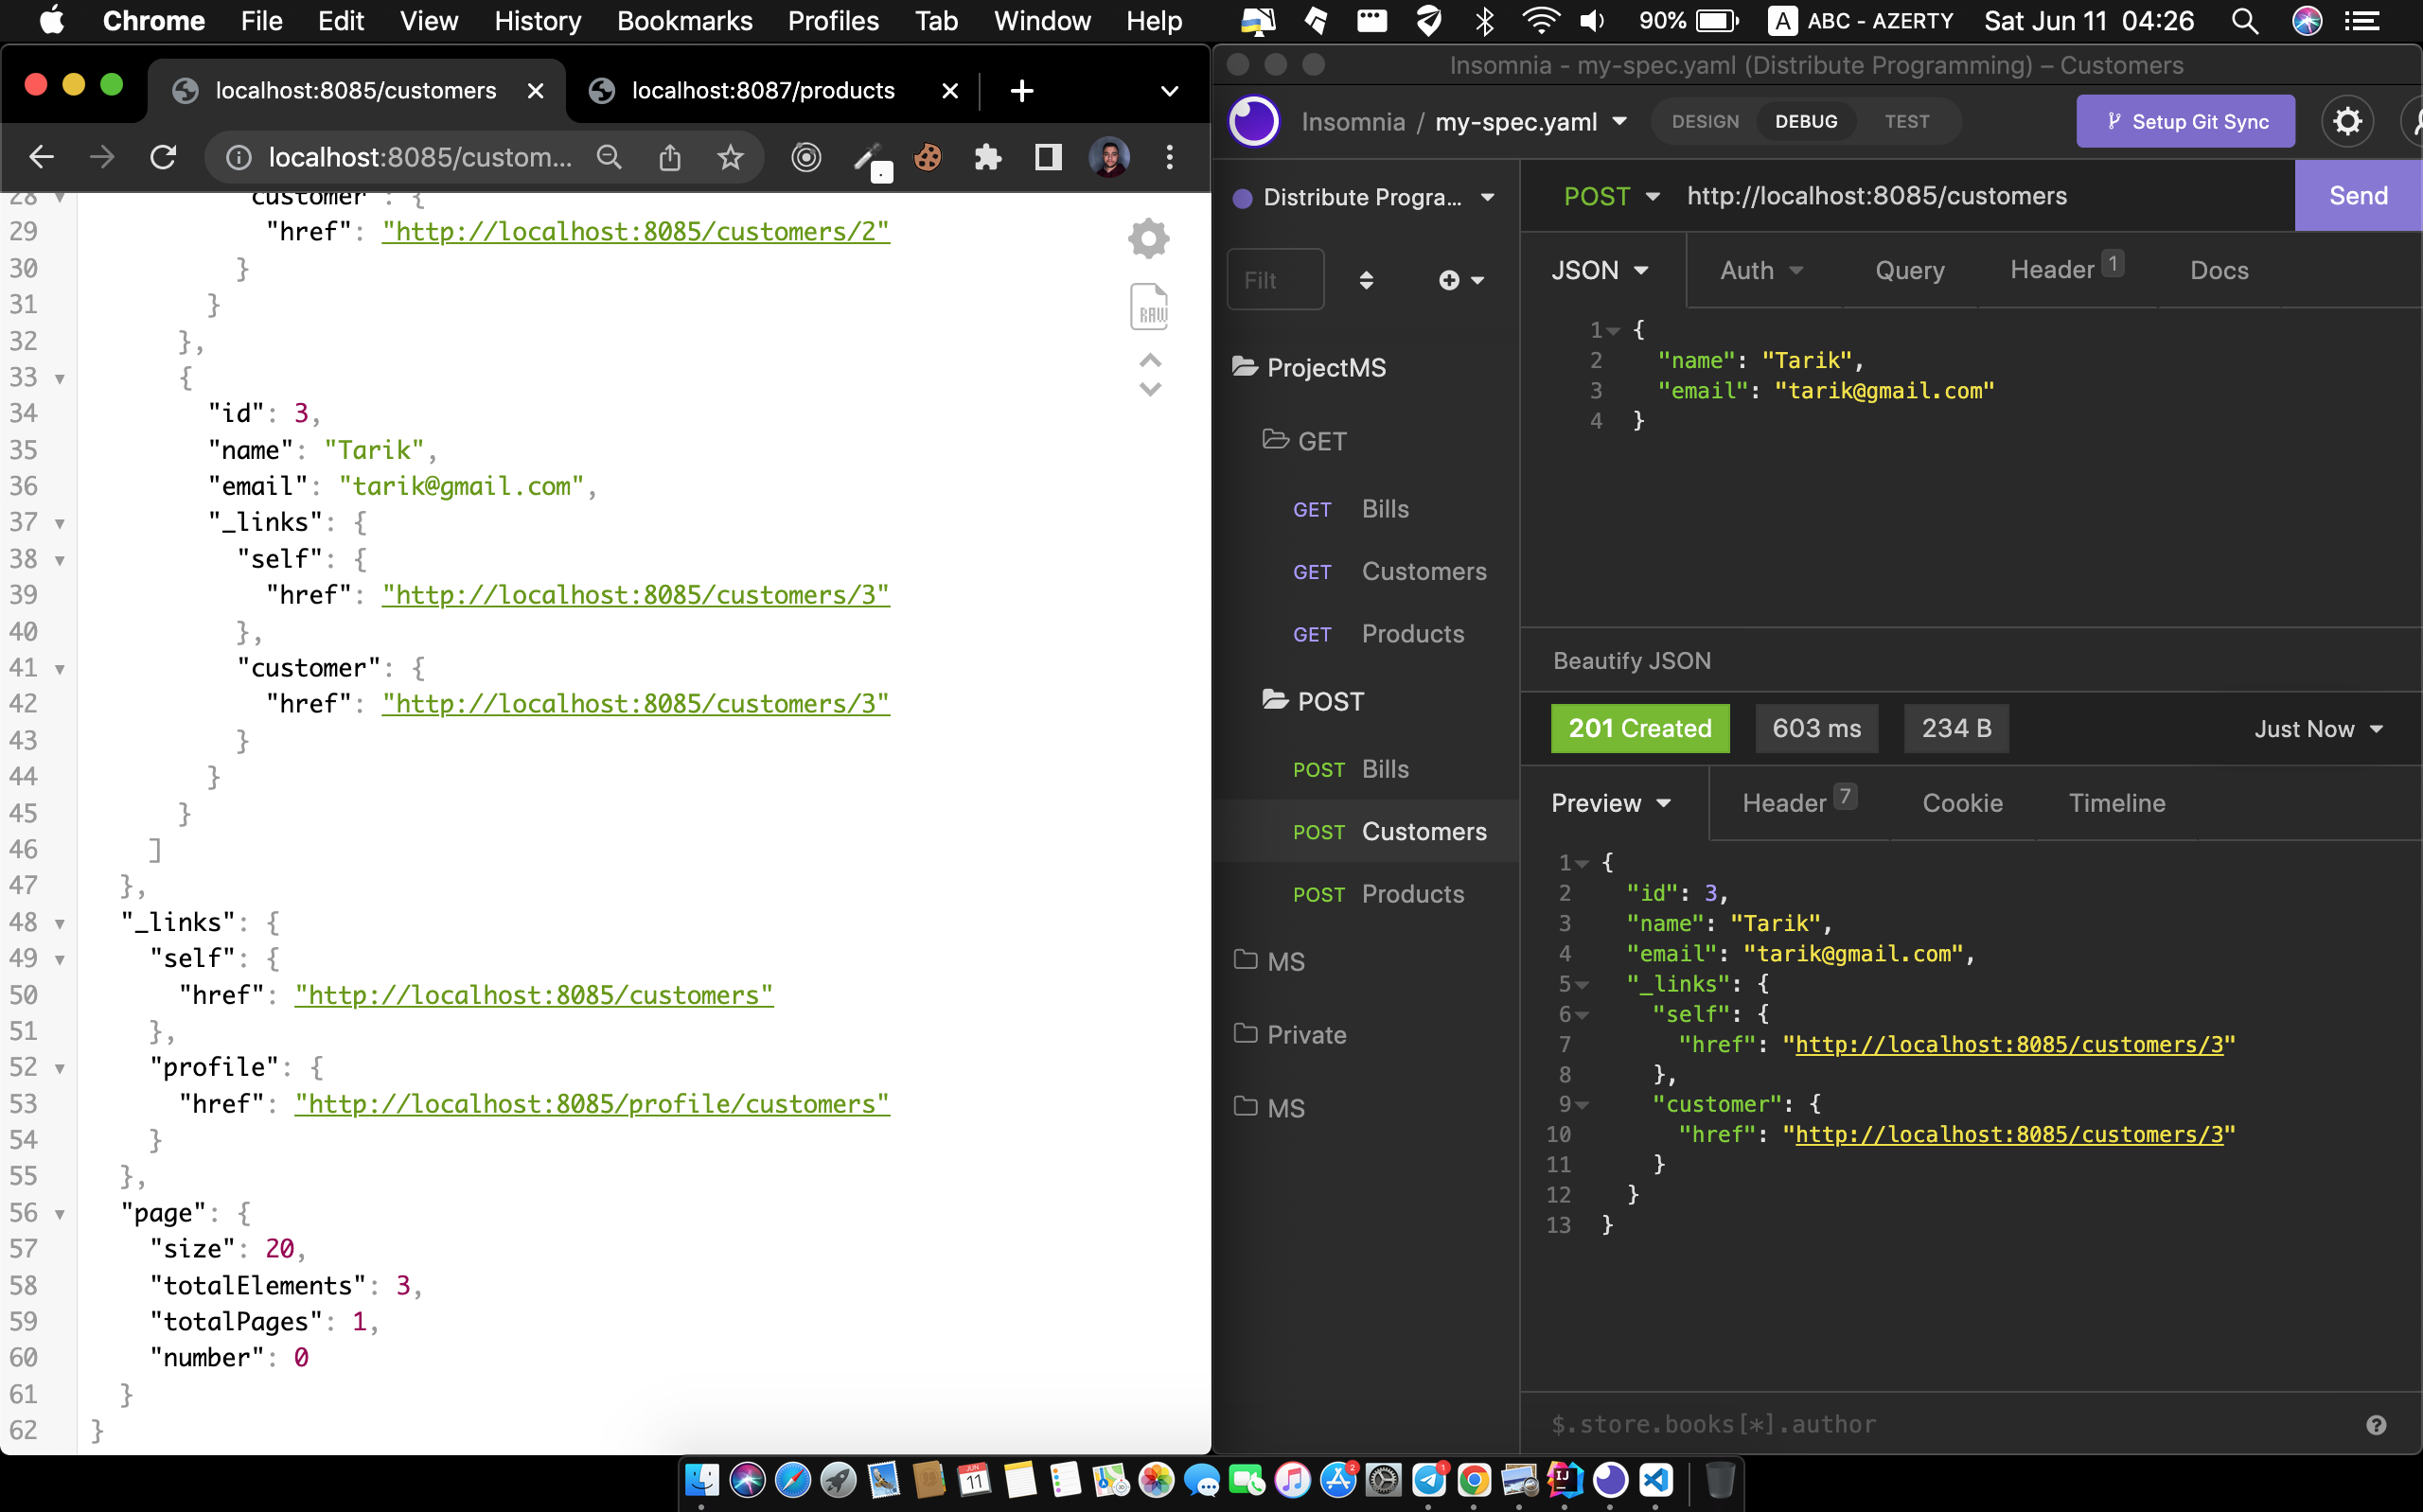 Chrome File Edit View History Bookmarks Profiles Tab Window Help 90% A ABC - AZERTY Sat Jun 11 04:26
localhost:8085/customers
localhost:8087/products
localhost:8085/custom...
28 customer : {
29 "href": "http://localhost:8085/customers/2"
30 }
31 }
32 },
33 {
34 "id": 3,
35 "name": "Tarik",
36 "email": "tarik@gmail.com",
37 "_links": {
38 "self": {
39 "href": "http://localhost:8085/customers/3"
40 },
41 "customer": {
42 "href": "http://localhost:8085/customers/3"
43 }
44 }
45 }
46 ]
47 },
48 "_links": {
49 "self": {
50 "href": "http://localhost:8085/customers"
51 },
52 "profile": {
53 "href": "http://localhost:8085/profile/customers"
54 }
55 },
56 "page": {
57 "size": 20,
58 "totalElements": 3,
59 "totalPages": 1,
60 "number": 0
61 }
62 }
RAW
Insomnia - my-spec.yaml (Distribute Programming) – Customers
Insomnia / my-spec.yaml DESIGN DEBUG TEST Setup Git Sync
Distribute Progra...
Filt
ProjectMS
GET
GET Bills
GET Customers
GET Products
POST
POST Bills
POST Customers
POST Products
MS
Private
MS
POST http://localhost:8085/customers Send
JSON Auth Query Header 1 Docs
1 {
2 "name": "Tarik",
3 "email": "tarik@gmail.com"
4 }
Beautify JSON
201 Created 603 ms 234 B Just Now
Preview Header 7 Cookie Timeline
1 {
2 "id": 3,
3 "name": "Tarik",
4 "email": "tarik@gmail.com",
5 "_links": {
6 "self": {
7 "href": "http://localhost:8085/customers/3"
8 },
9 "customer": {
10 "href": "http://localhost:8085/customers/3"
11 }
12 }
13 }
$.store.books[*].author
JUN
11
2
1
IJ